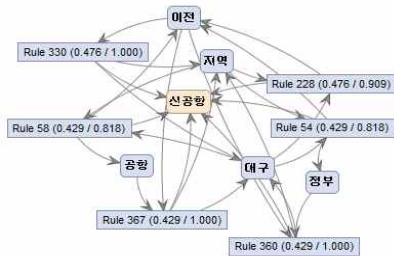 이전
Rule 330 (0.476 / 1.000)
지역
Rule 228 (0.476 / 0.909)
신공항
Rule 58 (0.429 / 0.818)
Rule 54 (0.429 / 0.818)
공항
대구
정부
Rule 367 (0.429 / 1.000)
Rule 360 (0.429 / 1.000)